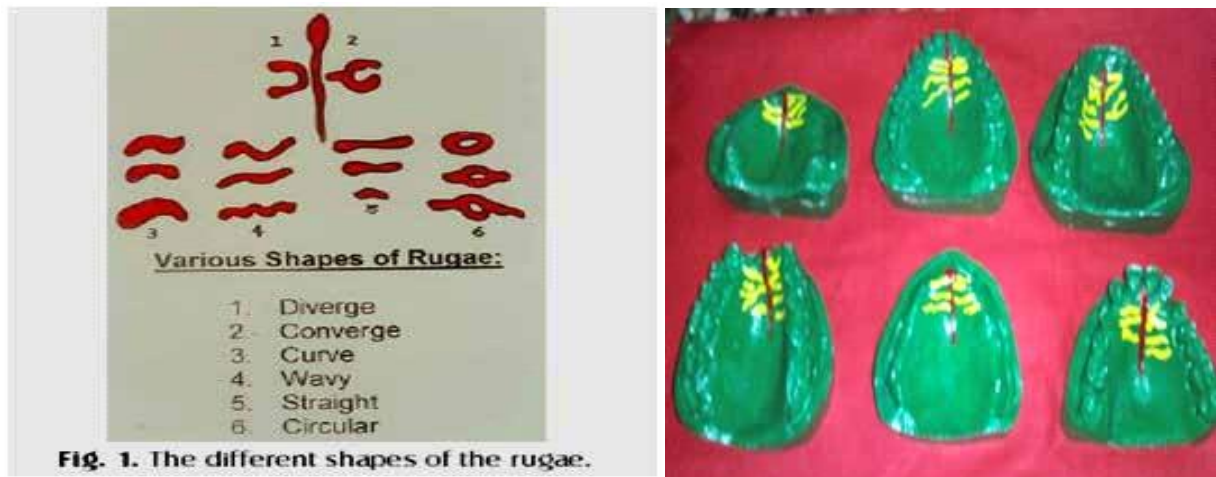 1 2
3 4 5 6
Various Shapes of Rugae:
1. Diverge
2. Converge
3. Curve
4. Wavy
5. Straight
6. Circular
Fig. 1. The different shapes of the rugae.